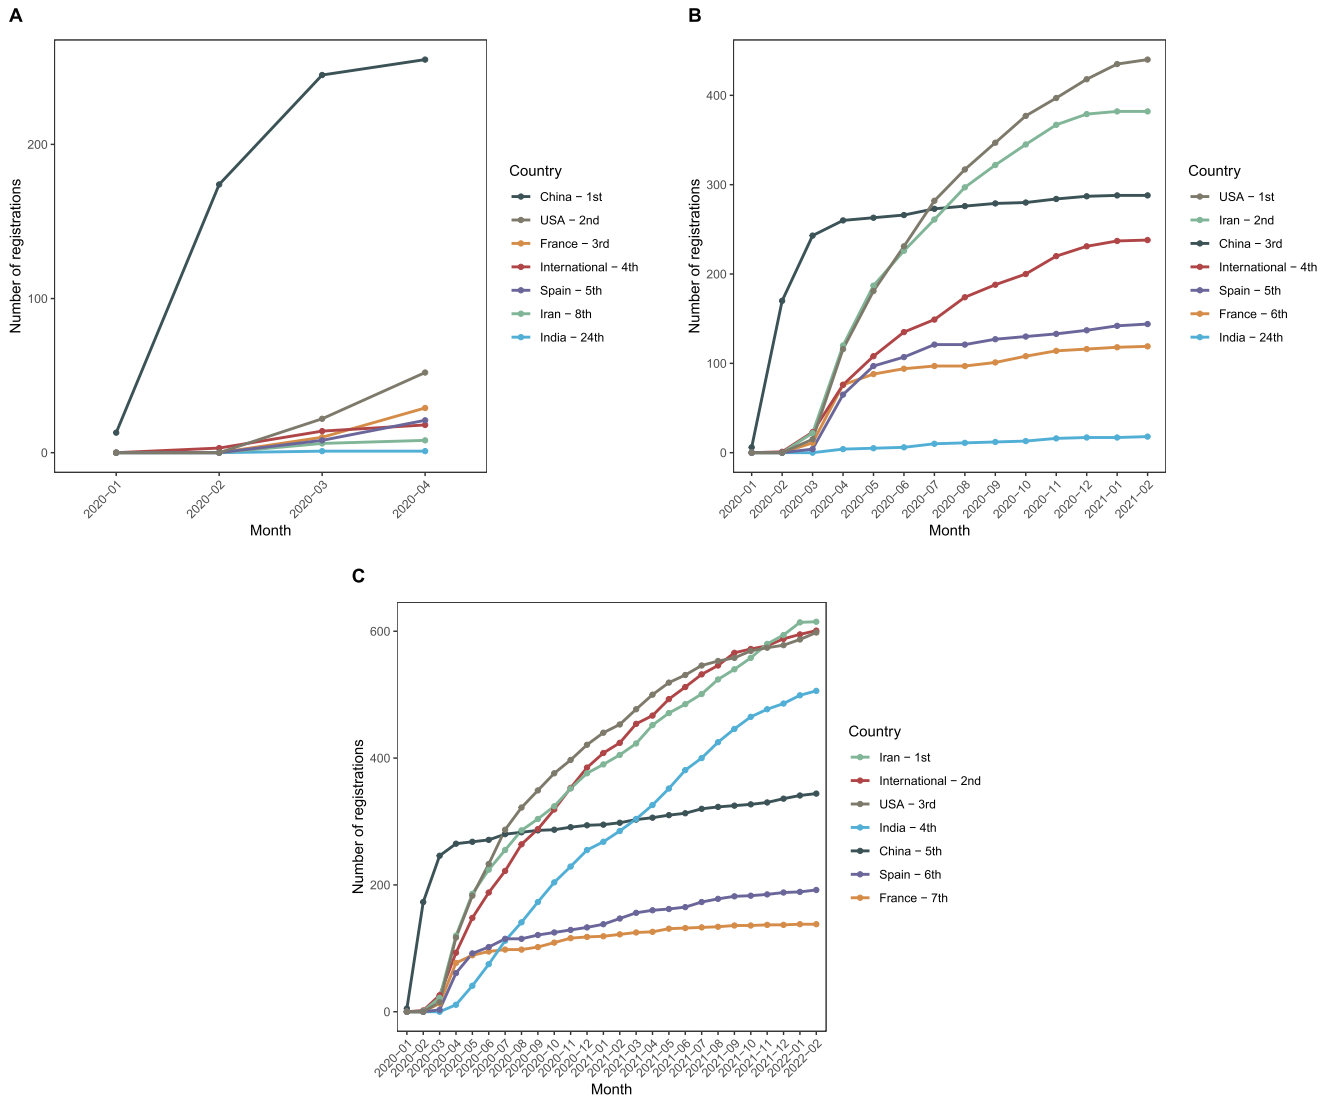 A
Number of registrations
200
100
0
2020−01
2020−02
2020−03
2020−04
Month
Country
China − 1st
USA − 2nd
France − 3rd
International − 4th
Spain − 5th
Iran − 8th
India − 24th
B
Number of registrations
400
300
200
100
0
2020−01
2020−02
2020−03
2020−04
2020−05
2020−06
2020−07
2020−08
2020−09
2020−10
2020−11
2020−12
2021−01
2021−02
Month
Country
USA − 1st
Iran − 2nd
China − 3rd
International − 4th
Spain − 5th
France − 6th
India − 24th
C
Number of registrations
600
400
200
0
2020−01
2020−02
2020−03
2020−04
2020−05
2020−06
2020−07
2020−08
2020−09
2020−10
2020−11
2020−12
2021−01
2021−02
2021−03
2021−04
2021−05
2021−06
2021−07
2021−08
2021−09
2021−10
2021−11
2021−12
2022−01
2022−02
Month
Country
Iran − 1st
International − 2nd
USA − 3rd
India − 4th
China − 5th
Spain − 6th
France − 7th